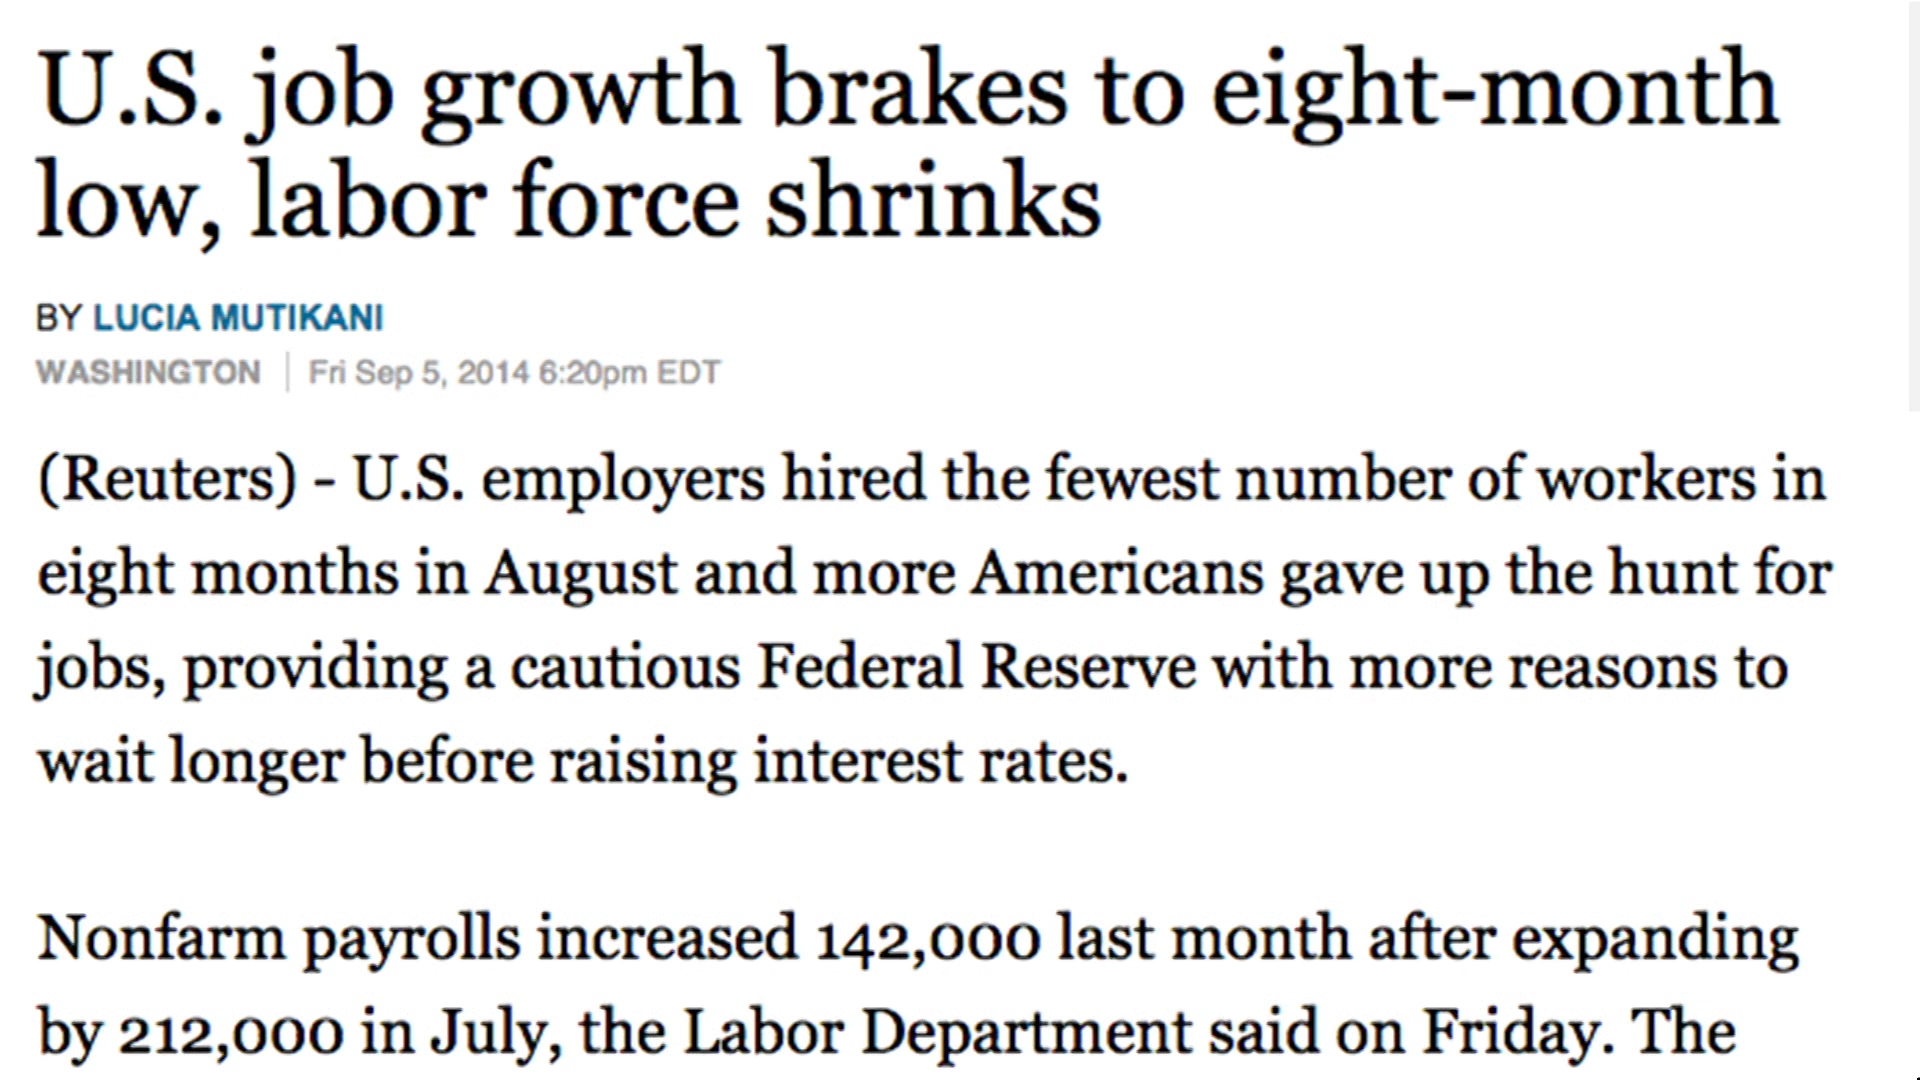 U.S. job growth brakes to eight-month
low, labor force shrinks
BY LUCIA MUTIKANI
WASHINGTON | Fri Sep 5, 2014 6:20pm EDT
(Reuters) - U.S. employers hired the fewest number of workers in
eight months in August and more Americans gave up the hunt for
jobs, providing a cautious Federal Reserve with more reasons to
wait longer before raising interest rates.
Nonfarm payrolls increased 142,000 last month after expanding
by 212,000 in July, the Labor Department said on Friday. The